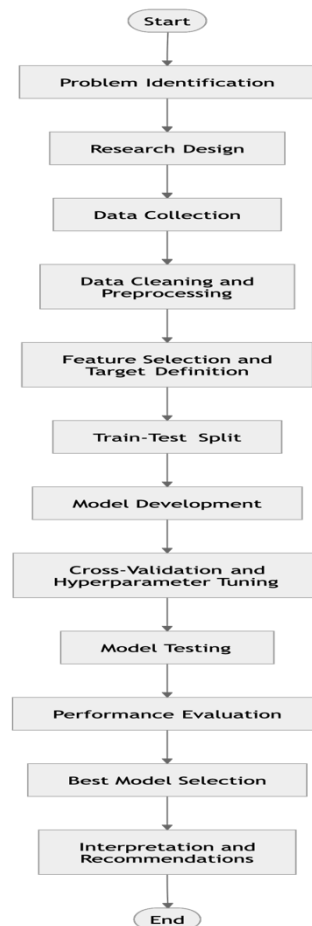 Start
Problem Identification
Research Design
Data Collection
Data Cleaning and
Preprocessing
Feature Selection and
Target Definition
Train-Test Split
Model Development
Cross-Validation and
Hyperparameter Tuning
Model Testing
Performance Evaluation
Best Model Selection
Interpretation and
Recommendations
End